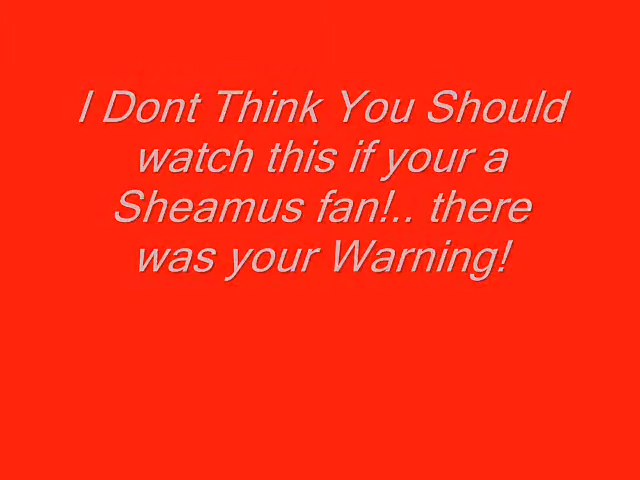 I Dont Think You Should
watch this if your a
Sheamus fan!.. there
was your Warning!